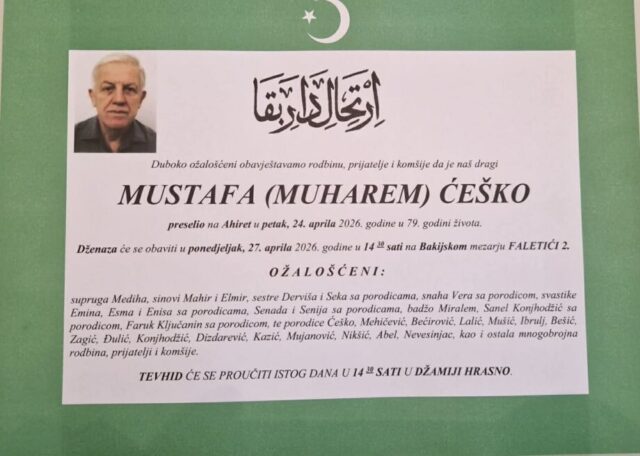 إرتحال دار بقا
Duboko ožalošćeni obavještavamo rodbinu, prijatelje i komšije da je naš dragi
MUSTAFA (MUHAREM) ĆEŠKO
preselio na Ahiret u petak, 24. aprila 2026. godine u 79. godini života.
Dženaza će se obaviti u ponedjeljak, 27. aprila 2026. godine u 14 30 sati na Bakijskom mezarju FALETIĆI 2.
OŽALOŠĆENI:
supruga Mediha, sinovi Mahir i Elmir, sestre Derviša i Seka sa porodicama, snaha Vera sa porodicom, svastike
Emina, Esma i Enisa sa porodicama, Senada i Senija sa porodicama, badžo Miralem, Sanel Konjhodžić sa
porodicom, Faruk Ključanin sa porodicom, te porodice Ćeško, Mehičević, Bećirović, Lalić, Mušić, Ibrulj, Bešić,
Zagić, Đulić, Konjhodžić, Dizdarević, Kazić, Mujanović, Nikšić, Abel, Nevesinjac, kao i ostala mnogobrojna
rodbina, prijatelji i komšije.
TEVHID ĆE SE PROUČITI ISTOG DANA U 14 30 SATI U DŽAMIJI HRASNO.